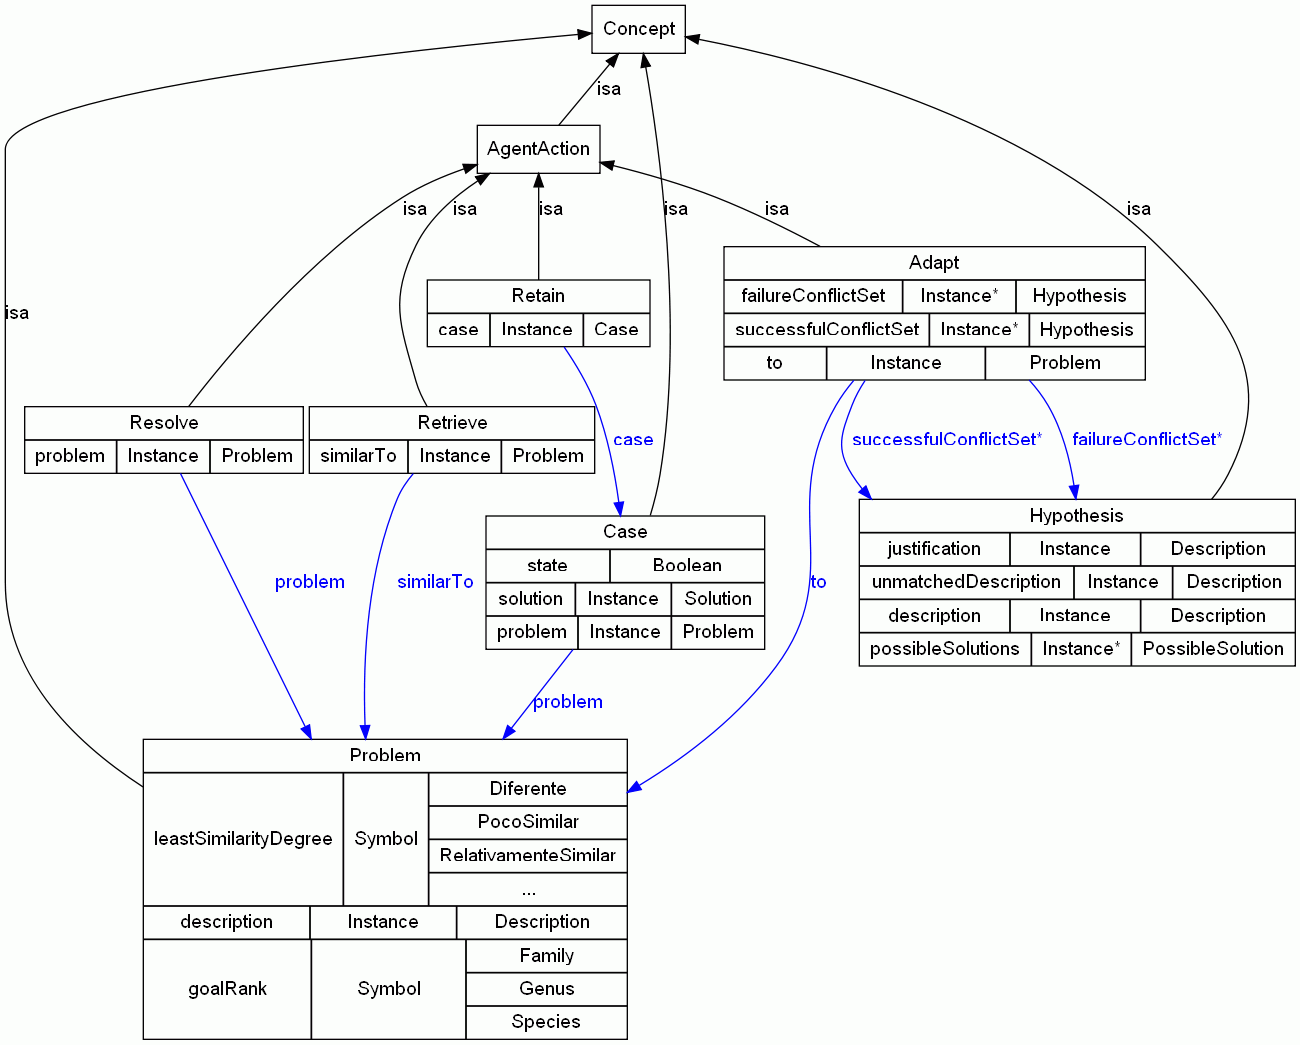 Concept
isa
AgentAction
isa
isa
isa
isa
isa
isa
isa
Adapt
failureConflictSet Instance* Hypothesis
successfulConflictSet Instance* Hypothesis
to Instance Problem
Retain
case Instance Case
Resolve
problem Instance Problem
Retrieve
similarTo Instance Problem
case
successfulConflictSet*
failureConflictSet*
Case
state Boolean
solution Instance Solution
problem Instance Problem
Hypothesis
justification Instance Description
unmatchedDescription Instance Description
description Instance Description
possibleSolutions Instance* PossibleSolution
problem
similarTo
to
problem
Problem
leastSimilarityDegree Symbol
Diferente
PocoSimilar
RelativamenteSimilar
...
description Instance Description
goalRank Symbol
Family
Genus
Species